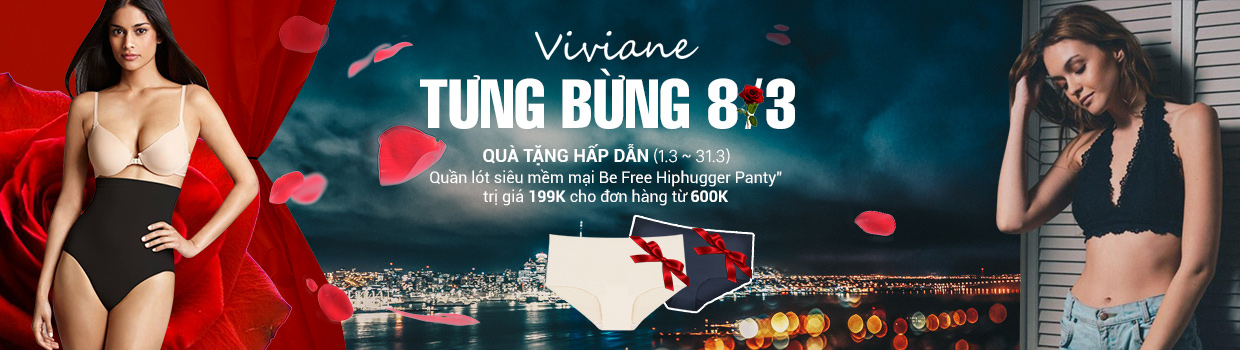 Viviane
TƯNG BỪNG 8/3
QUÀ TẶNG HẤP DẪN (1.3 ~ 31.3)
Quần lót siêu mềm mại Be Free Hiphugger Panty"
trị giá 199K cho đơn hàng từ 600K